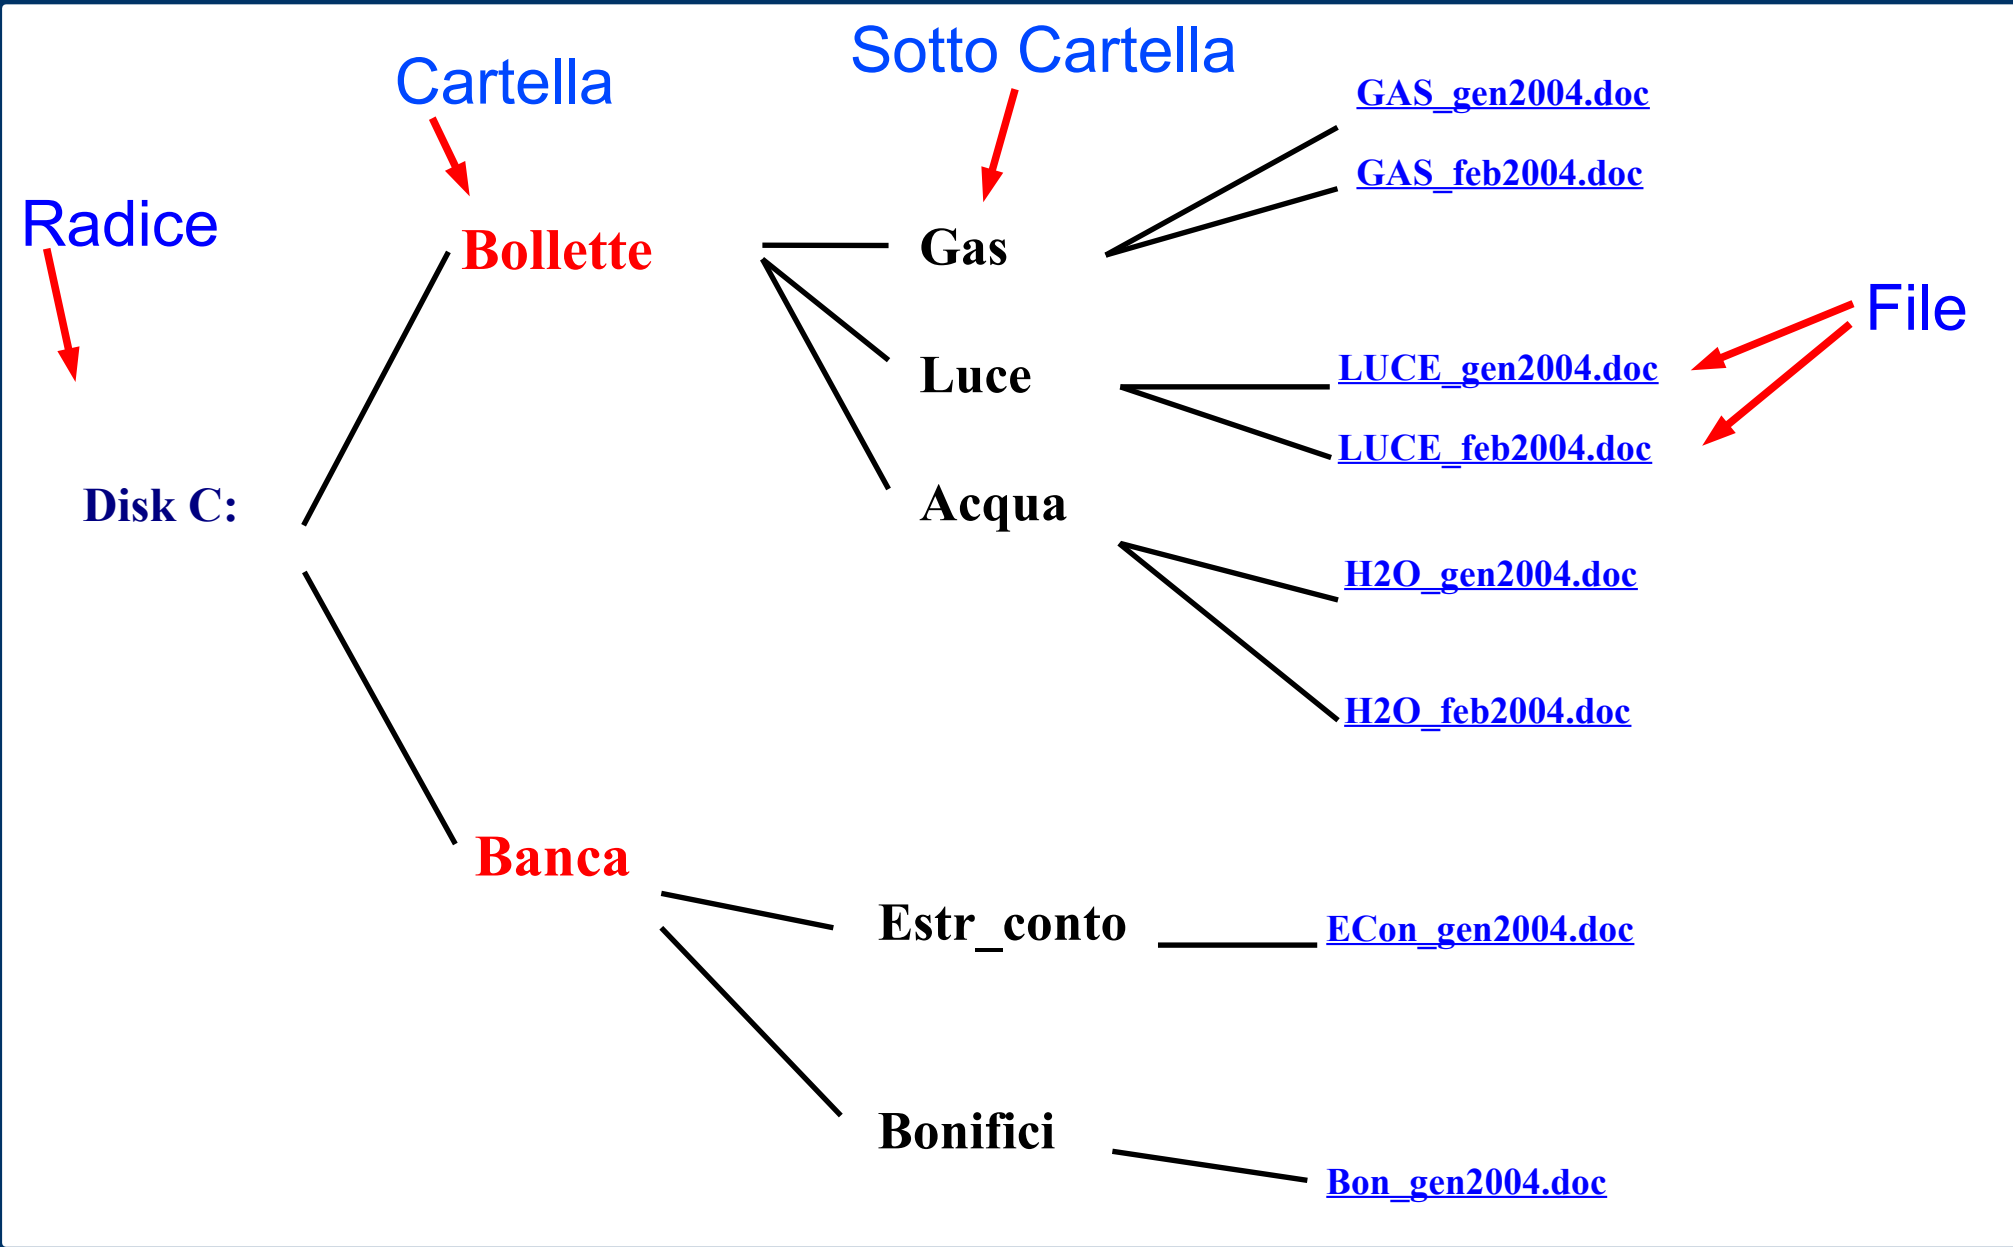 Sotto Cartella
Cartella
GAS_gen2004.doc
GAS_feb2004.doc
Radice
Bollette
Gas
File
Luce
LUCE_gen2004.doc
LUCE_feb2004.doc
Disk C:
Acqua
H2O_gen2004.doc
H2O_feb2004.doc
Banca
Estr_conto
ECon_gen2004.doc
Bonifici
Bon_gen2004.doc